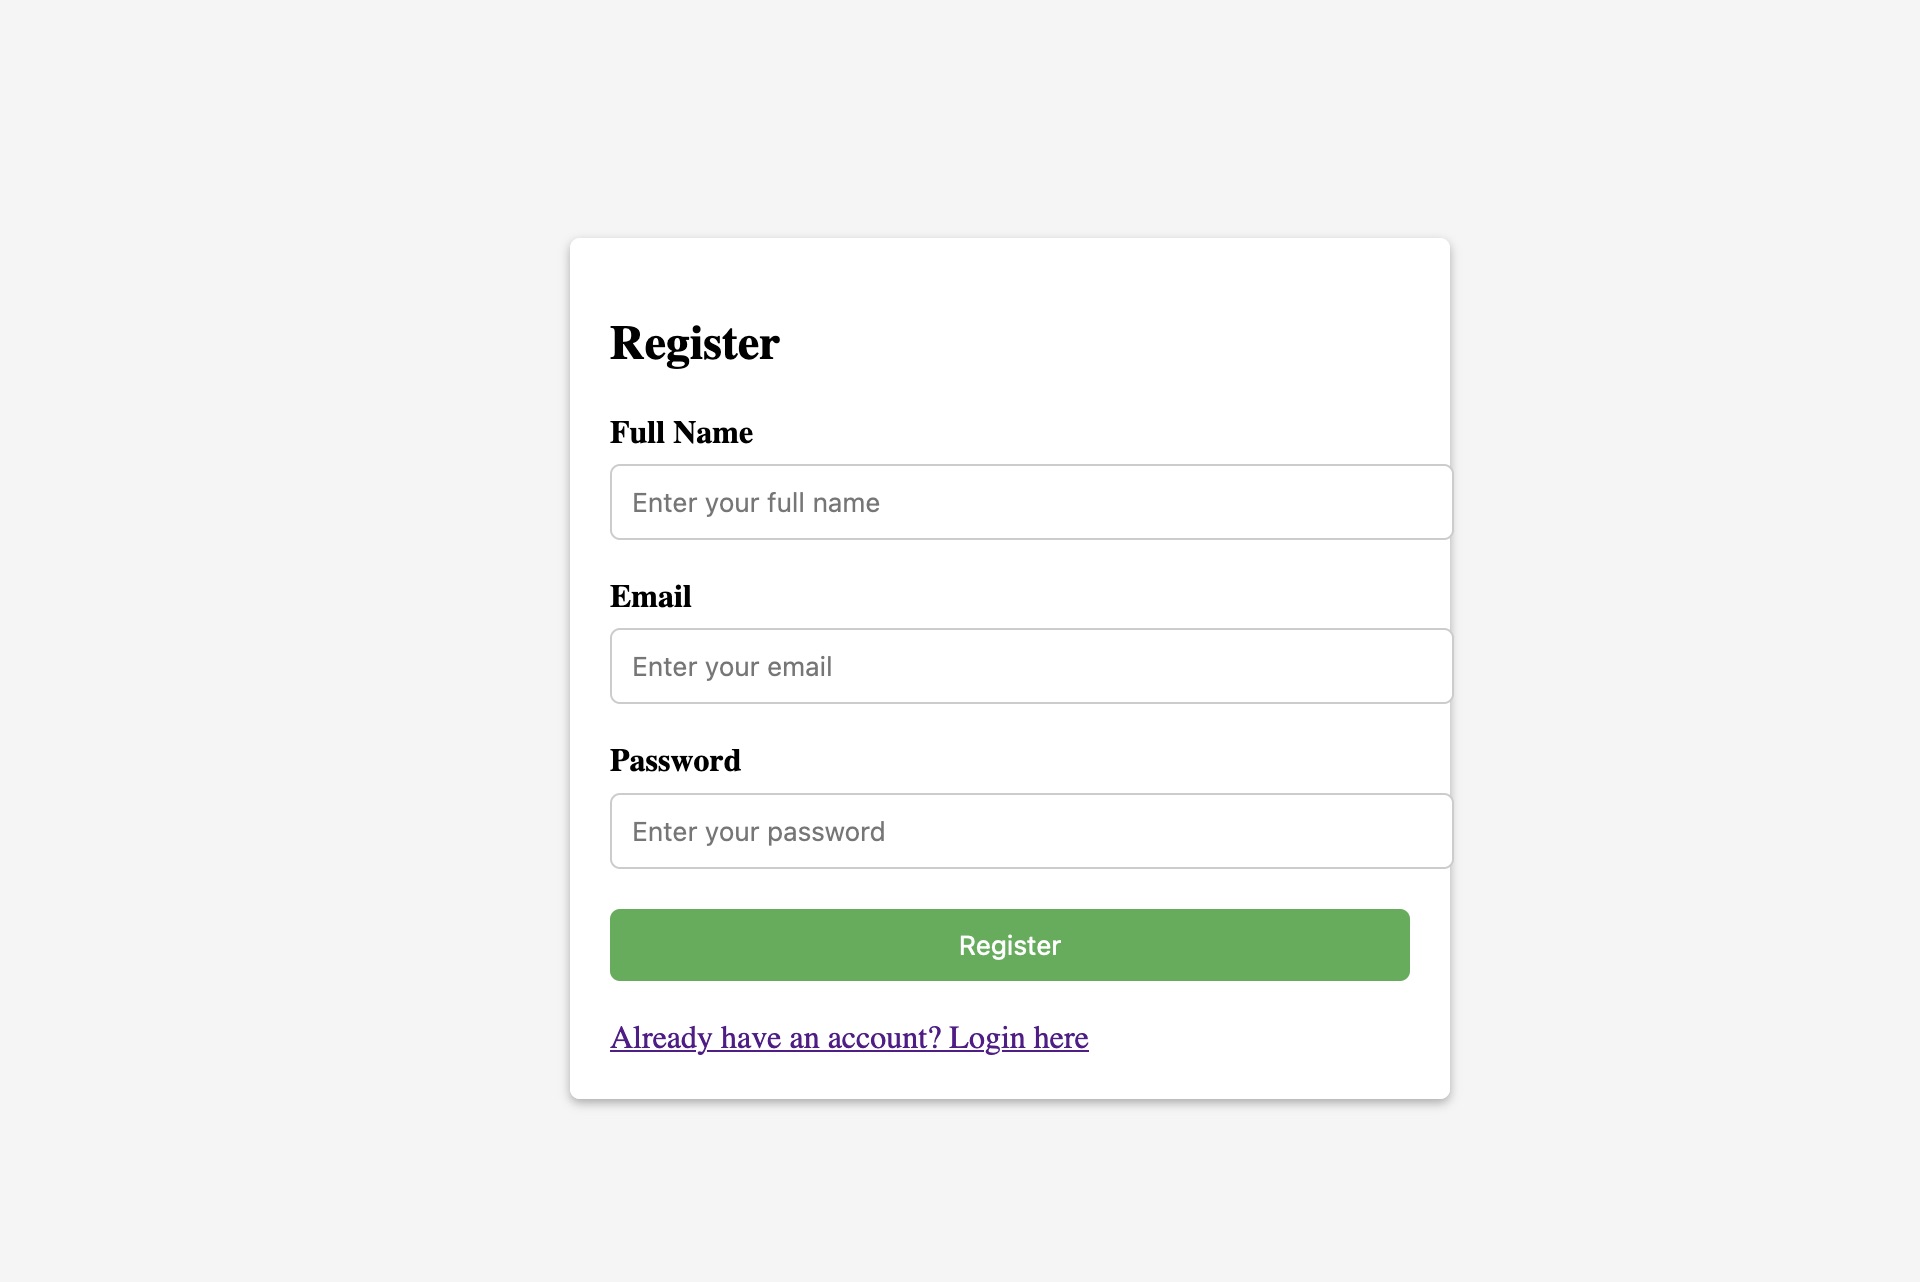 Register
Full Name
Enter your full name
Email
Enter your email
Password
Enter your password
Register
Already have an account? Login here